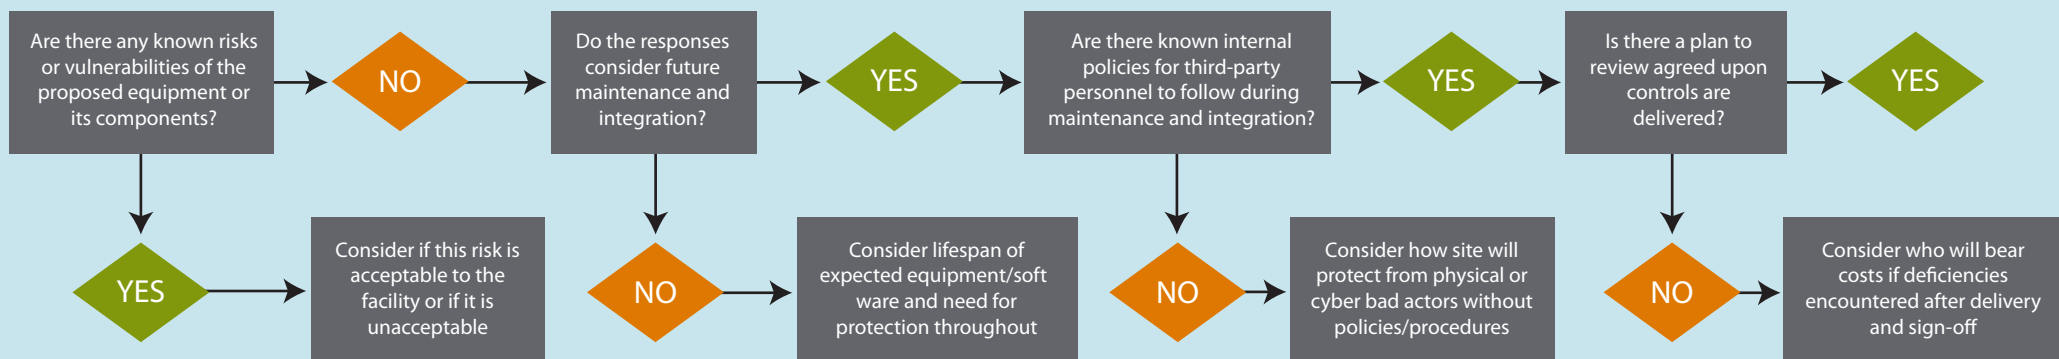 Are there any known risks
or vulnerabilities of the
proposed equipment or
its components?
NO
Do the responses
consider future
maintenance and
integration?
YES
Are there known internal
policies for third-party
personnel to follow during
maintenance and integration?
YES
Is there a plan to
review agreed upon
controls are
delivered?
YES
YES
Consider if this risk is
acceptable to the
facility or if it is
unacceptable
NO
Consider lifespan of
expected equipment/soft
ware and need for
protection throughout
NO
Consider how site will
protect from physical or
cyber bad actors without
policies/procedures
NO
Consider who will bear
costs if deficiencies
encountered after delivery
and sign-off